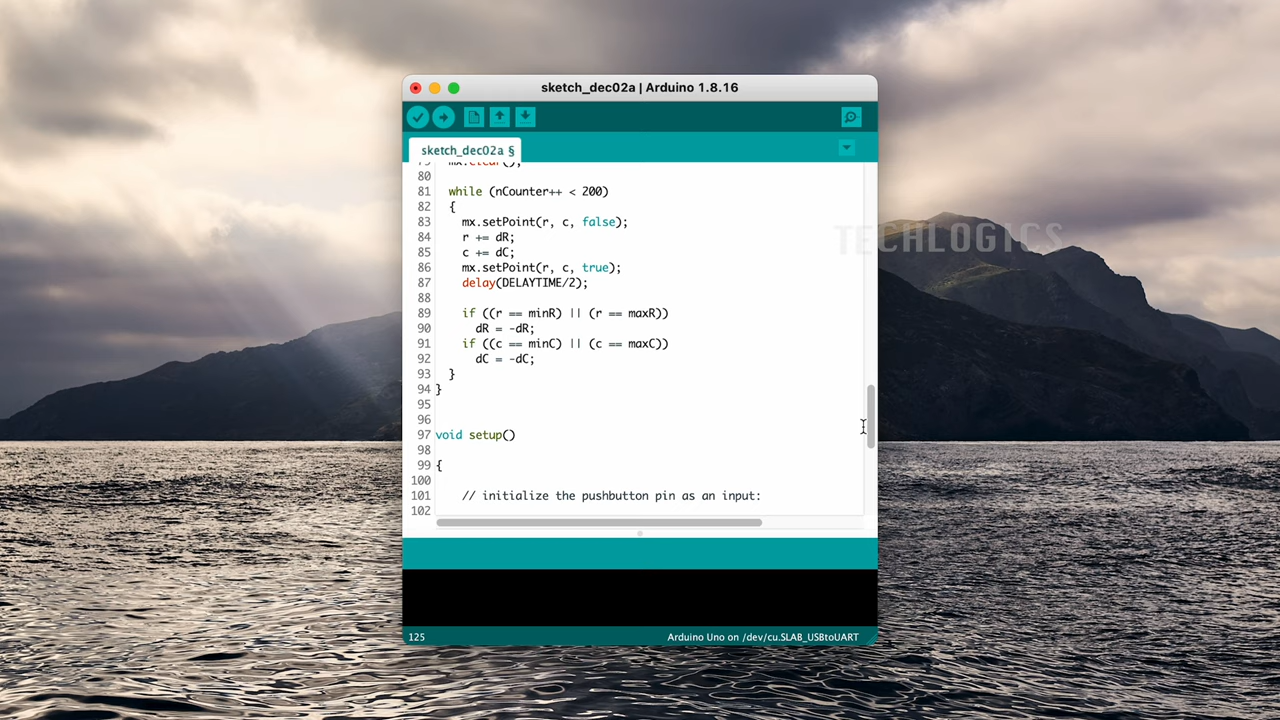 sketch_dec02a | Arduino 1.8.16
sketch_dec02a §
79 mx.clear();
80
81 while (nCounter++ < 200)
82 {
83 mx.setPoint(r, c, false);
84 r += dR;
85 c += dC;
86 mx.setPoint(r, c, true);
87 delay(DELAYTIME/2);
88
89 if ((r == minR) || (r == maxR))
90 dR = -dR;
91 if ((c == minC) || (c == maxC))
92 dC = -dC;
93 }
94 }
95
96
97 void setup()
98
99 {
100
101 // initialize the pushbutton pin as an input:
102
TECHLOGICS
125
Arduino Uno on /dev/cu.SLAB_USBtoUART